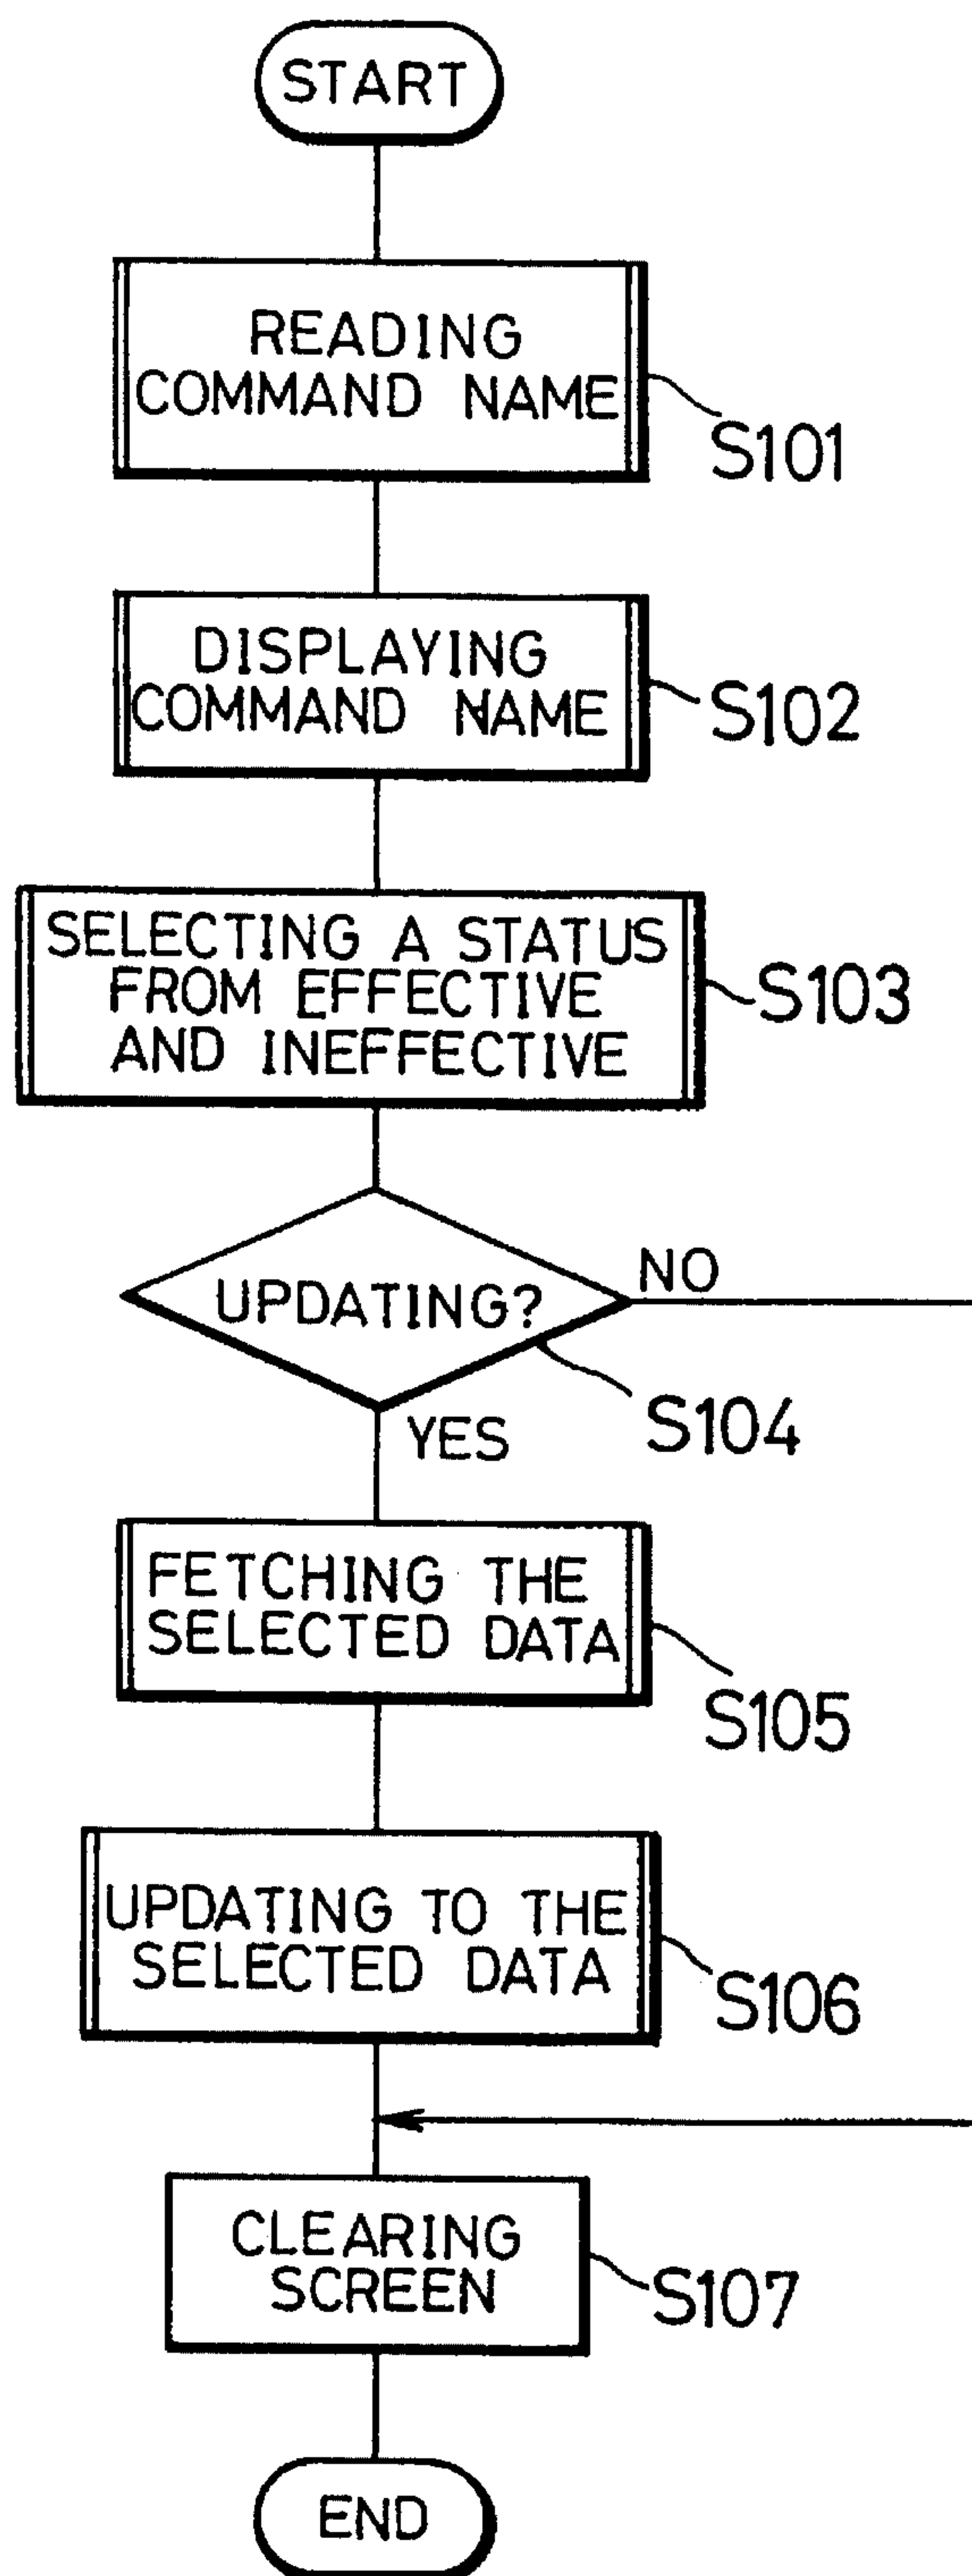 START
READING
COMMAND NAME
S101
DISPLAYING
COMMAND NAME
S102
SELECTING A STATUS
FROM EFFECTIVE
AND INEFFECTIVE
S103
UPDATING?
NO
S104
YES
FETCHING THE
SELECTED DATA
S105
UPDATING TO THE
SELECTED DATA
S106
CLEARING
SCREEN
S107
END